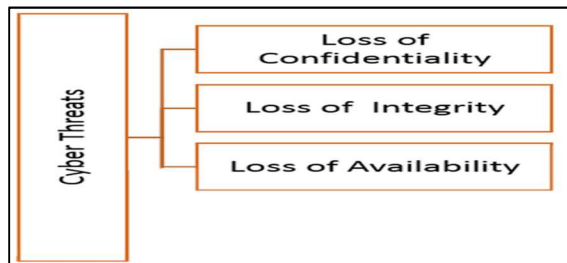 Cyber Threats
Loss of
Confidentiality
Loss of Integrity
Loss of Availability